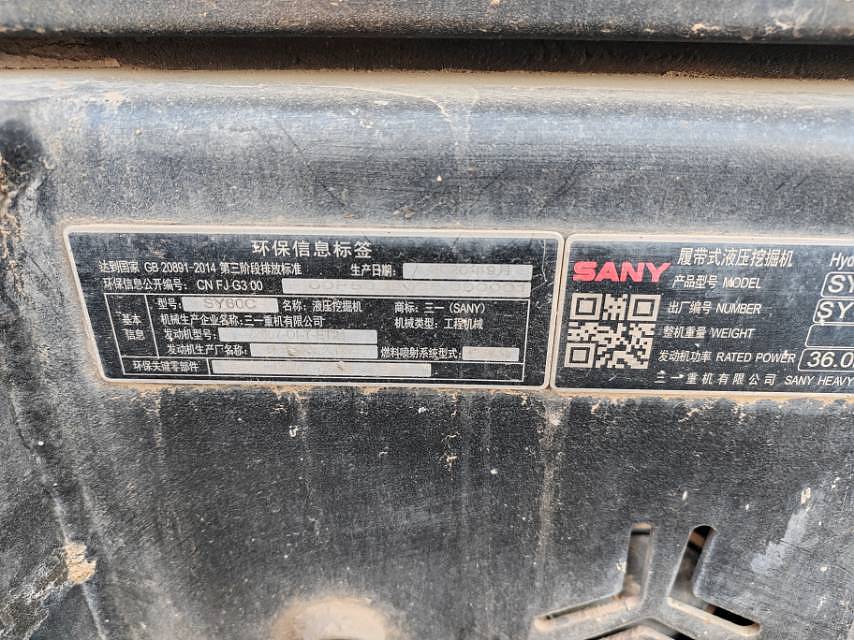 环保信息标签
达到国家 GB 20891-2014 第三阶段排放标准 生产日期:
环保信息公开编号: CN FJ G3 00
型号: SY60C 名称: 液压挖掘机 商标: 三一 (SANY)
基本信息
机械生产企业名称: 三一重机有限公司 机械类型: 工程机械
发动机型号:
发动机生产厂名称: 燃料喷射系统型式:
环保关键零部件
SANY 履带式液压挖掘机
产品型号 MODEL SY
出厂编号 NUMBER SY
整机重量 WEIGHT
发动机功率 RATED POWER 36.0
三一重机有限公司 SANY HEAVY